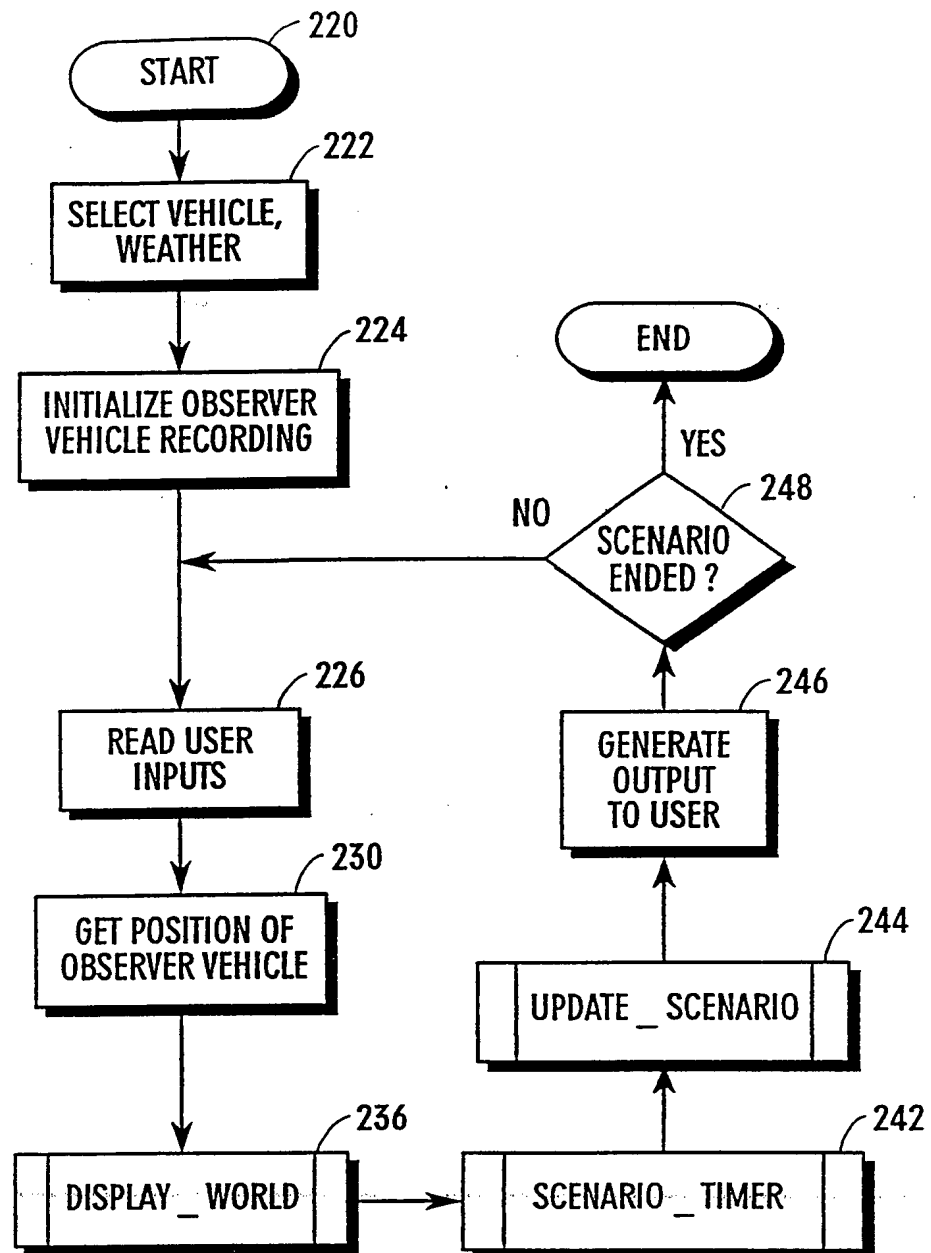 220
START
222
SELECT VEHICLE,
WEATHER
224
INITIALIZE OBSERVER
VEHICLE RECORDING
226
READ USER
INPUTS
230
GET POSITION OF
OBSERVER VEHICLE
236
DISPLAY _ WORLD
242
SCENARIO _ TIMER
244
UPDATE _ SCENARIO
246
GENERATE
OUTPUT
TO USER
248
SCENARIO
ENDED ?
NO
YES
END